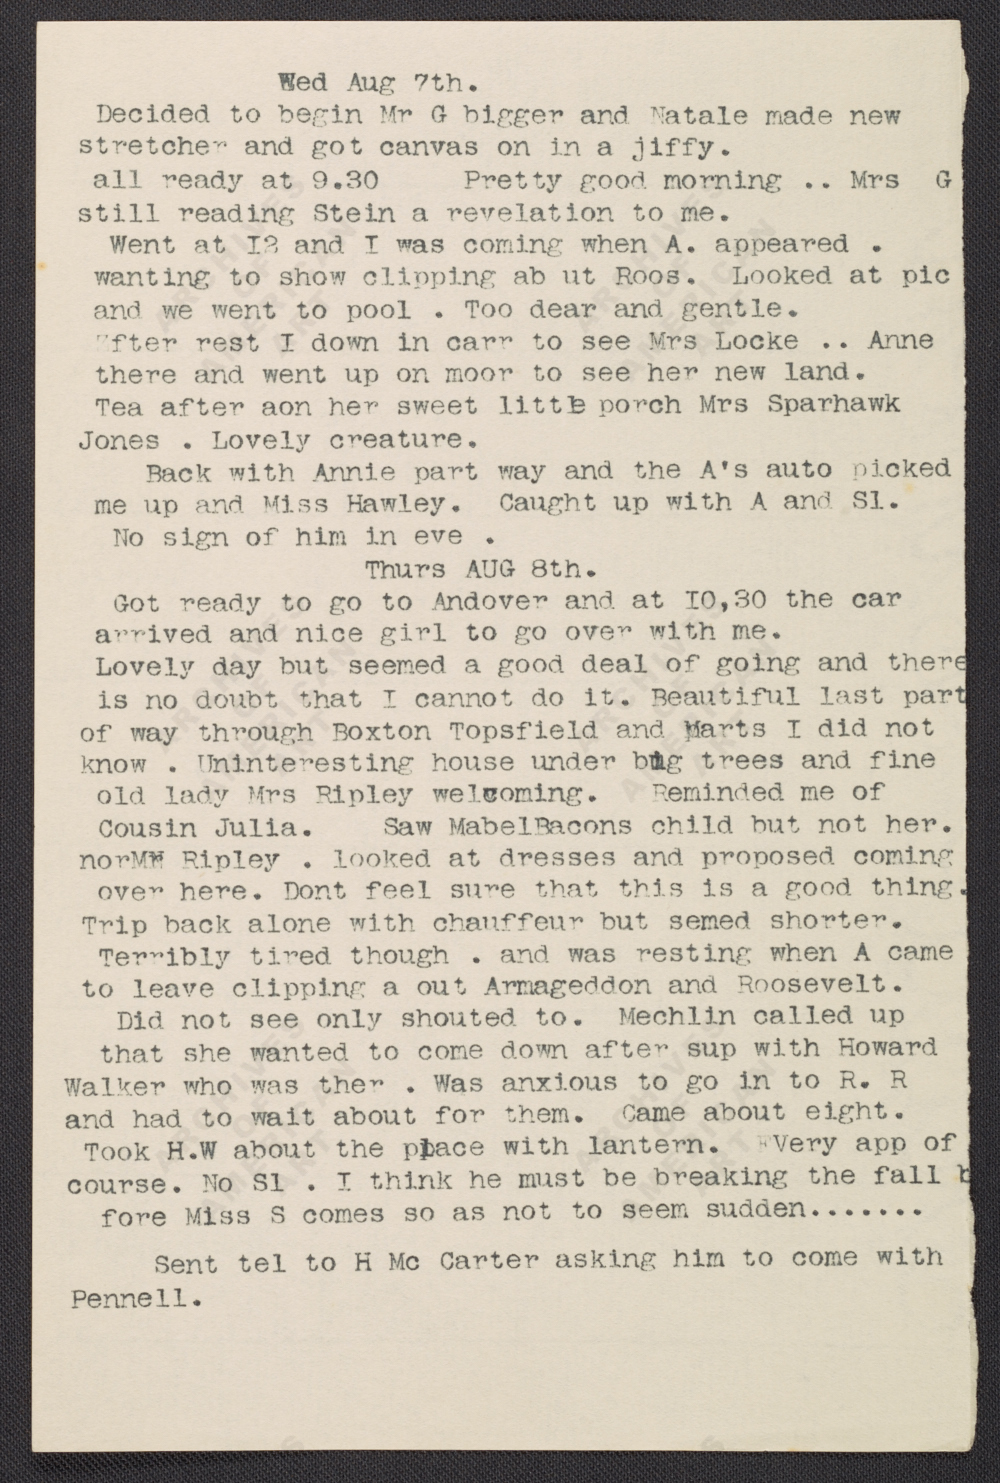 Wed Aug 7th.
Decided to begin Mr G bigger and Natale made new
stretcher and got canvas on in a jiffy.
all ready at 9.30 Pretty good morning .. Mrs G
still reading Stein a revelation to me.
Went at I2 and I was coming when A. appeared .
wanting to show clipping ab ut Roos. Looked at pic
and we went to pool . Too dear and gentle.
After rest I down in carr to see Mrs Locke .. Anne
there and went up on moor to see her new land.
Tea after aon her sweet little porch Mrs Sparhawk
Jones . Lovely creature.
Back with Annie part way and the A's auto picked
me up and Miss Hawley. Caught up with A and Sl.
No sign of him in eve .
Thurs AUG 8th.
Got ready to go to Andover and at IO,30 the car
arrived and nice girl to go over with me.
Lovely day but seemed a good deal of going and there
is no doubt that I cannot do it. Beautiful last part
of way through Boxton Topsfield and parts I did not
know . Uninteresting house under big trees and fine
old lady Mrs Ripley welcoming. Reminded me of
Cousin Julia. Saw MabelBacons child but not her.
nor Ripley . looked at dresses and proposed coming
over here. Dont feel sure that this is a good thing.
Trip back alone with chauffeur but semed shorter.
Terribly tired though . and was resting when A came
to leave clipping a out Armageddon and Roosevelt.
Did not see only shouted to. Mechlin called up
that she wanted to come down after sup with Howard
Walker who was ther . Was anxious to go in to R. R
and had to wait about for them. Came about eight.
Took H.W about the place with lantern. Very app of
course. No Sl . I think he must be breaking the fall b
fore Miss S comes so as not to seem sudden.......
Sent tel to H Mc Carter asking him to come with
Pennell.